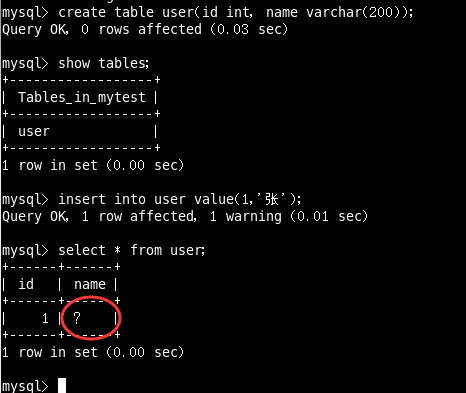 mysql> create table user(id int, name varchar(200));
Query OK, 0 rows affected (0.03 sec)
mysql> show tables;
+------------------+
| Tables_in_mytest |
+------------------+
| user             |
+------------------+
1 row in set (0.00 sec)
mysql> insert into user value(1,'张');
Query OK, 1 row affected, 1 warning (0.01 sec)
mysql> select * from user;
+------+------+
| id   | name |
+------+------+
|    1 | ?    |
+------+------+
1 row in set (0.00 sec)
mysql>